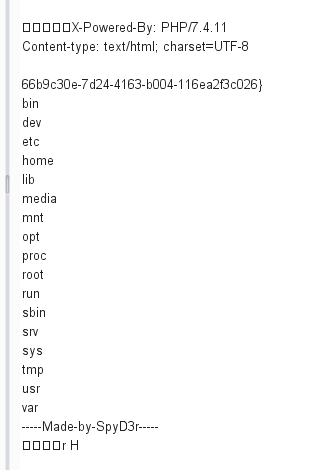 □□□□□X-Powered-By: PHP/7.4.11
Content-type: text/html; charset=UTF-8
66b9c30e-7d24-4163-b004-116ea2f3c026}
bin
dev
etc
home
lib
media
mnt
opt
proc
root
run
sbin
srv
sys
tmp
usr
var
-----Made-by-SpyD3r-----
□□□□r H